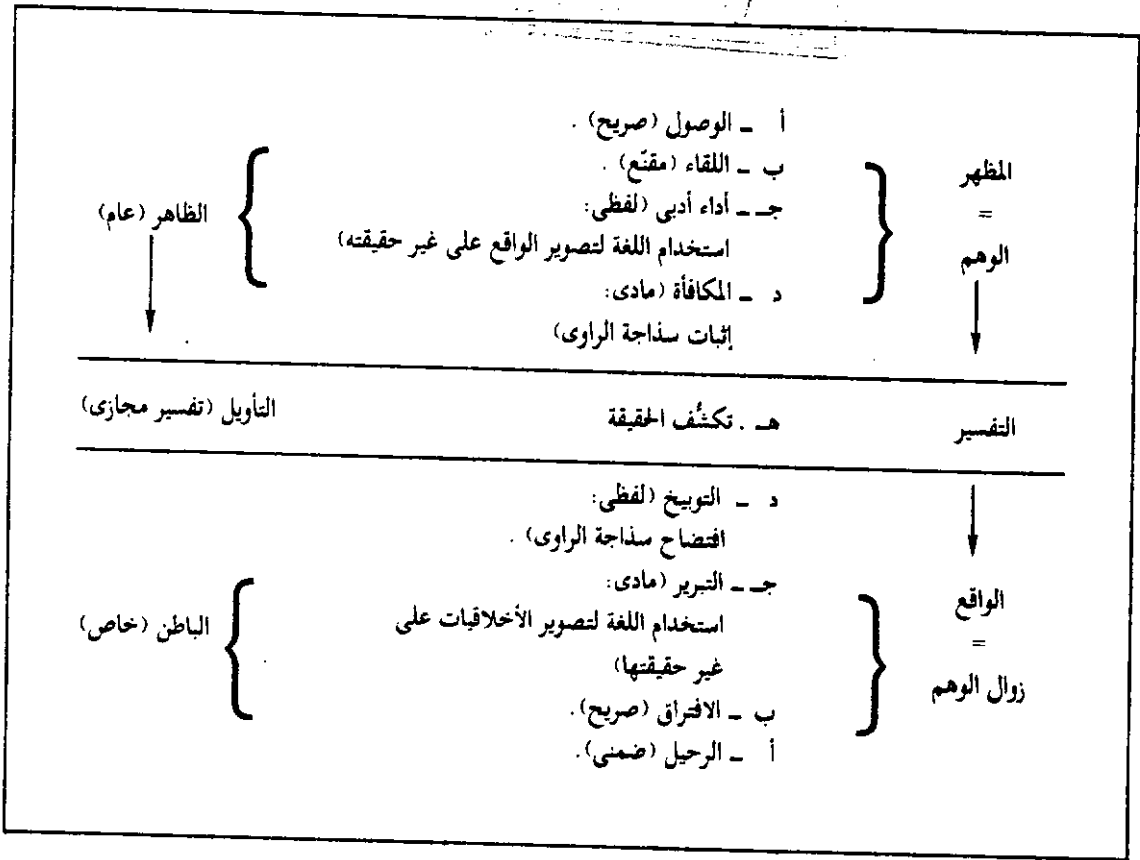 أ ـ الوصول (صريح) .
ب ـ اللقاء (مقنّع) .
جـ ـ أداء أدبى (لفظى:
استخدام اللغة لتصوير الواقع على غير حقيقته)
د ـ المكافأة (مادى:
إثبات سذاجة الراوى)
المظهر
=
الوهم
الظاهر (عام)
التفسير
هـ . تكشُّف الحقيقة
التأويل (تفسير مجازى)
د ـ التوبيخ (لفظى:
افتضاح سذاجة الراوى) .
جـ ـ التبرير (مادى:
استخدام اللغة لتصوير الأخلاقيات على
غير حقيقتها)
ب ـ الافتراق (صريح).
أ ـ الرحيل (ضمنى).
الواقع
=
زوال الوهم
الباطن (خاص)